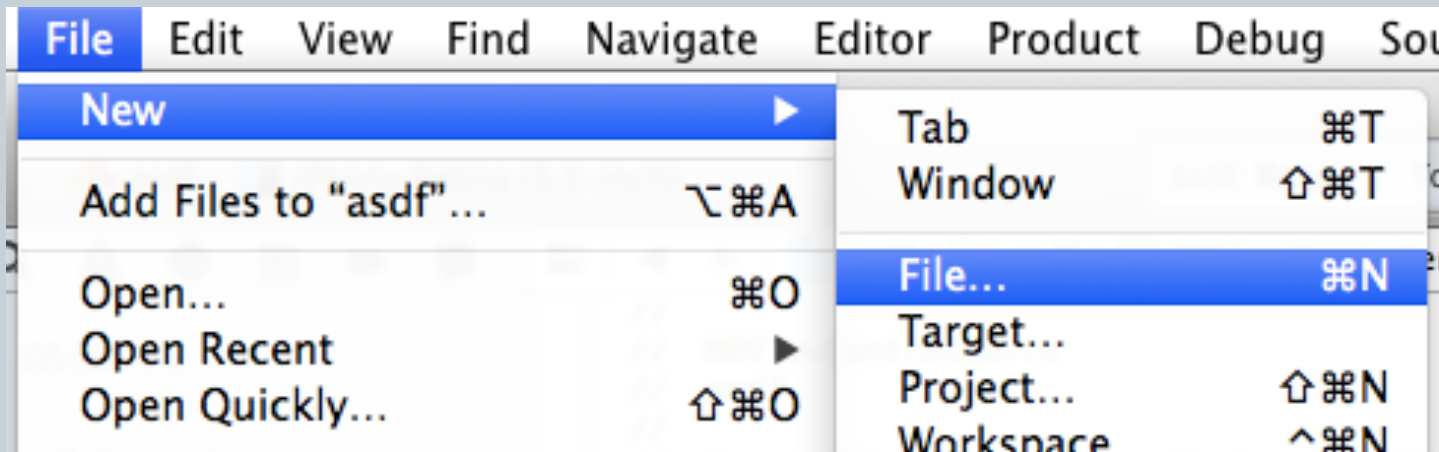 File Edit View Find Navigate Editor Product Debug Sou
New ▶
Add Files to “asdf”... ⌥⌘A
Open... ⌘O
Open Recent ▶
Open Quickly... ⇧⌘O
Tab ⌘T
Window ⇧⌘T
File... ⌘N
Target...
Project... ⇧⌘N
Workspace ^⌘N